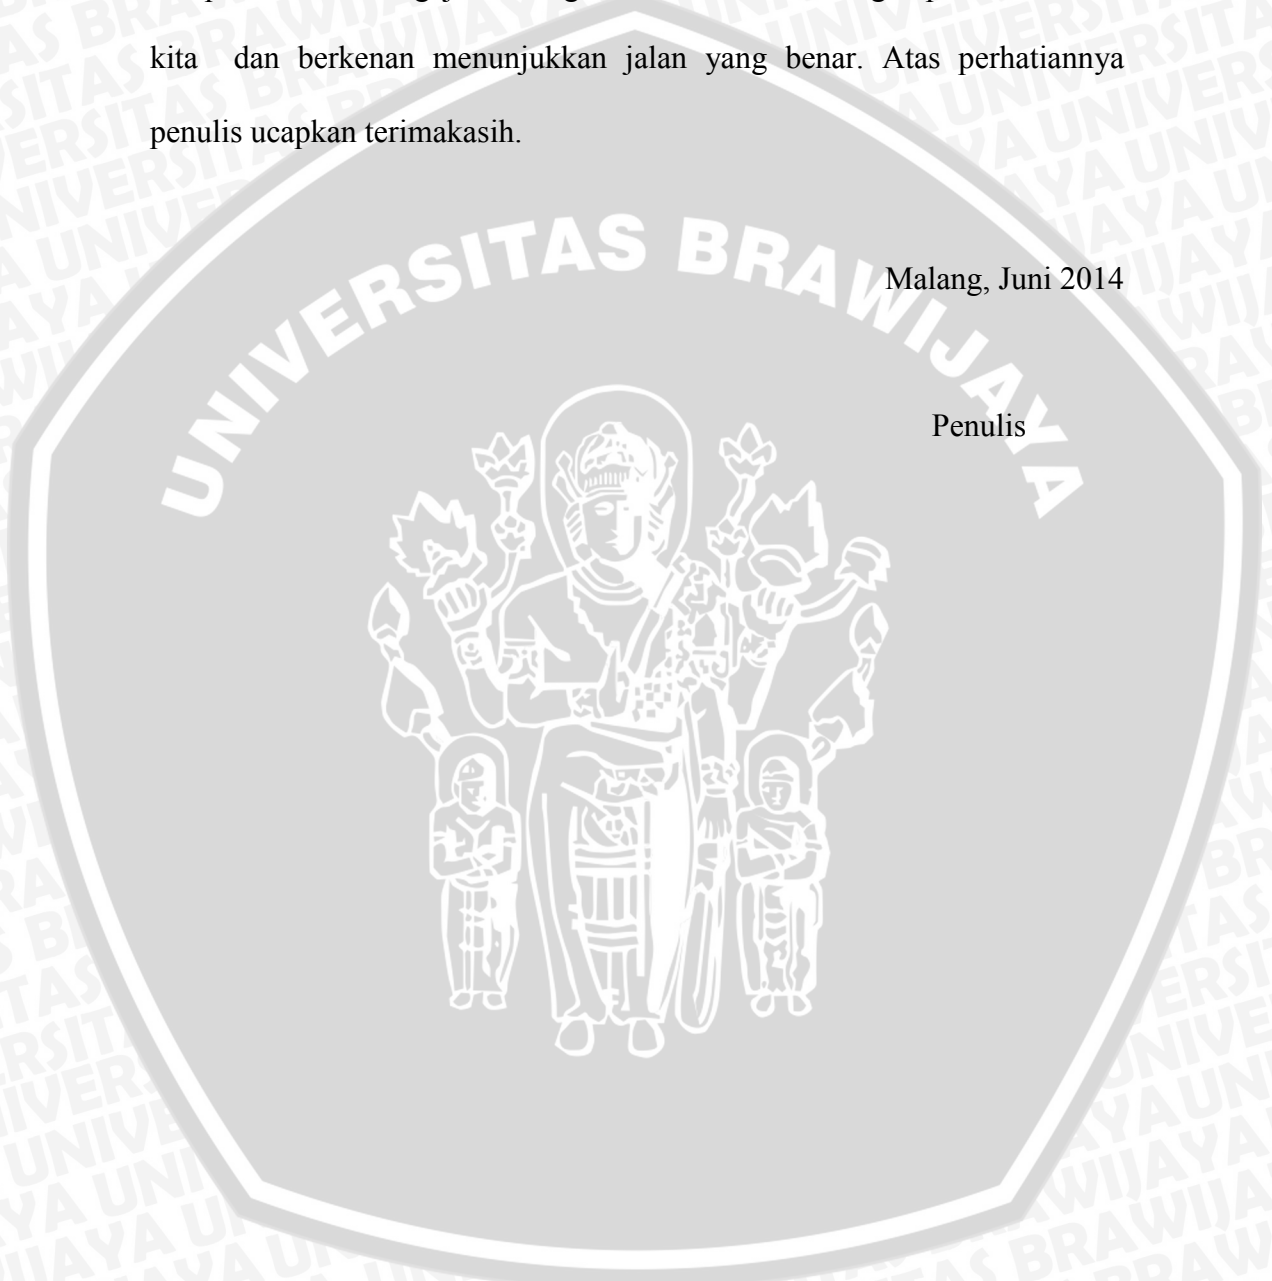 kita dan berkenan menunjukkan jalan yang benar. Atas perhatiannya
penulis ucapkan terimakasih.
UNIVERSITAS BRAWIJAYA
Malang, Juni 2014
Penulis